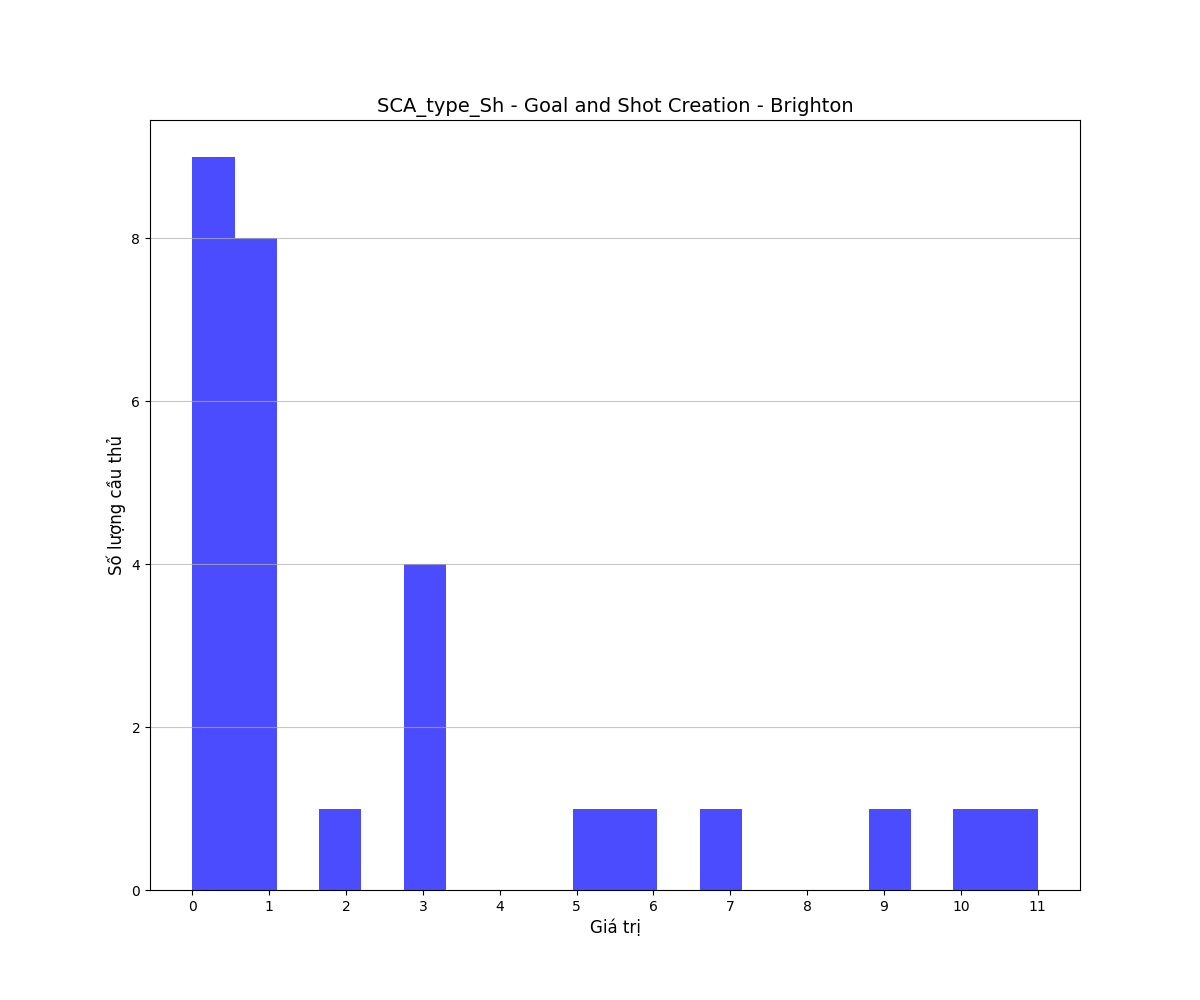 SCA_type_Sh - Goal and Shot Creation - Brighton
Số lượng cầu thủ
8
6
4
2
0
0 1 2 3 4 5 6 7 8 9 10 11
Giá trị